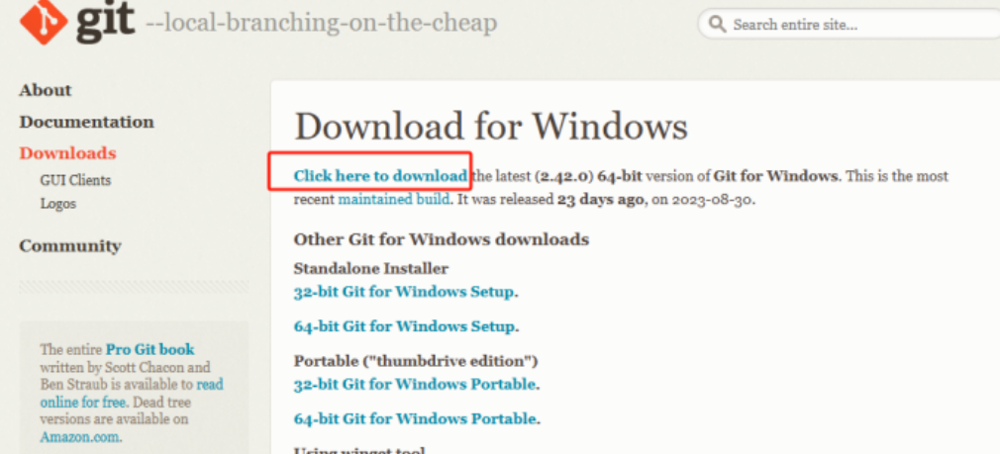 git --local-branching-on-the-cheap
Search entire site...
About
Documentation
Downloads
GUI Clients
Logos
Community
The entire Pro Git book
written by Scott Chacon and
Ben Straub is available to read
online for free. Dead tree
versions are available on
Amazon.com.
Download for Windows
Click here to download the latest (2.42.0) 64-bit version of Git for Windows. This is the most
recent maintained build. It was released 23 days ago, on 2023-08-30.
Other Git for Windows downloads
Standalone Installer
32-bit Git for Windows Setup.
64-bit Git for Windows Setup.
Portable ("thumbdrive edition")
32-bit Git for Windows Portable.
64-bit Git for Windows Portable.
Using winget tool